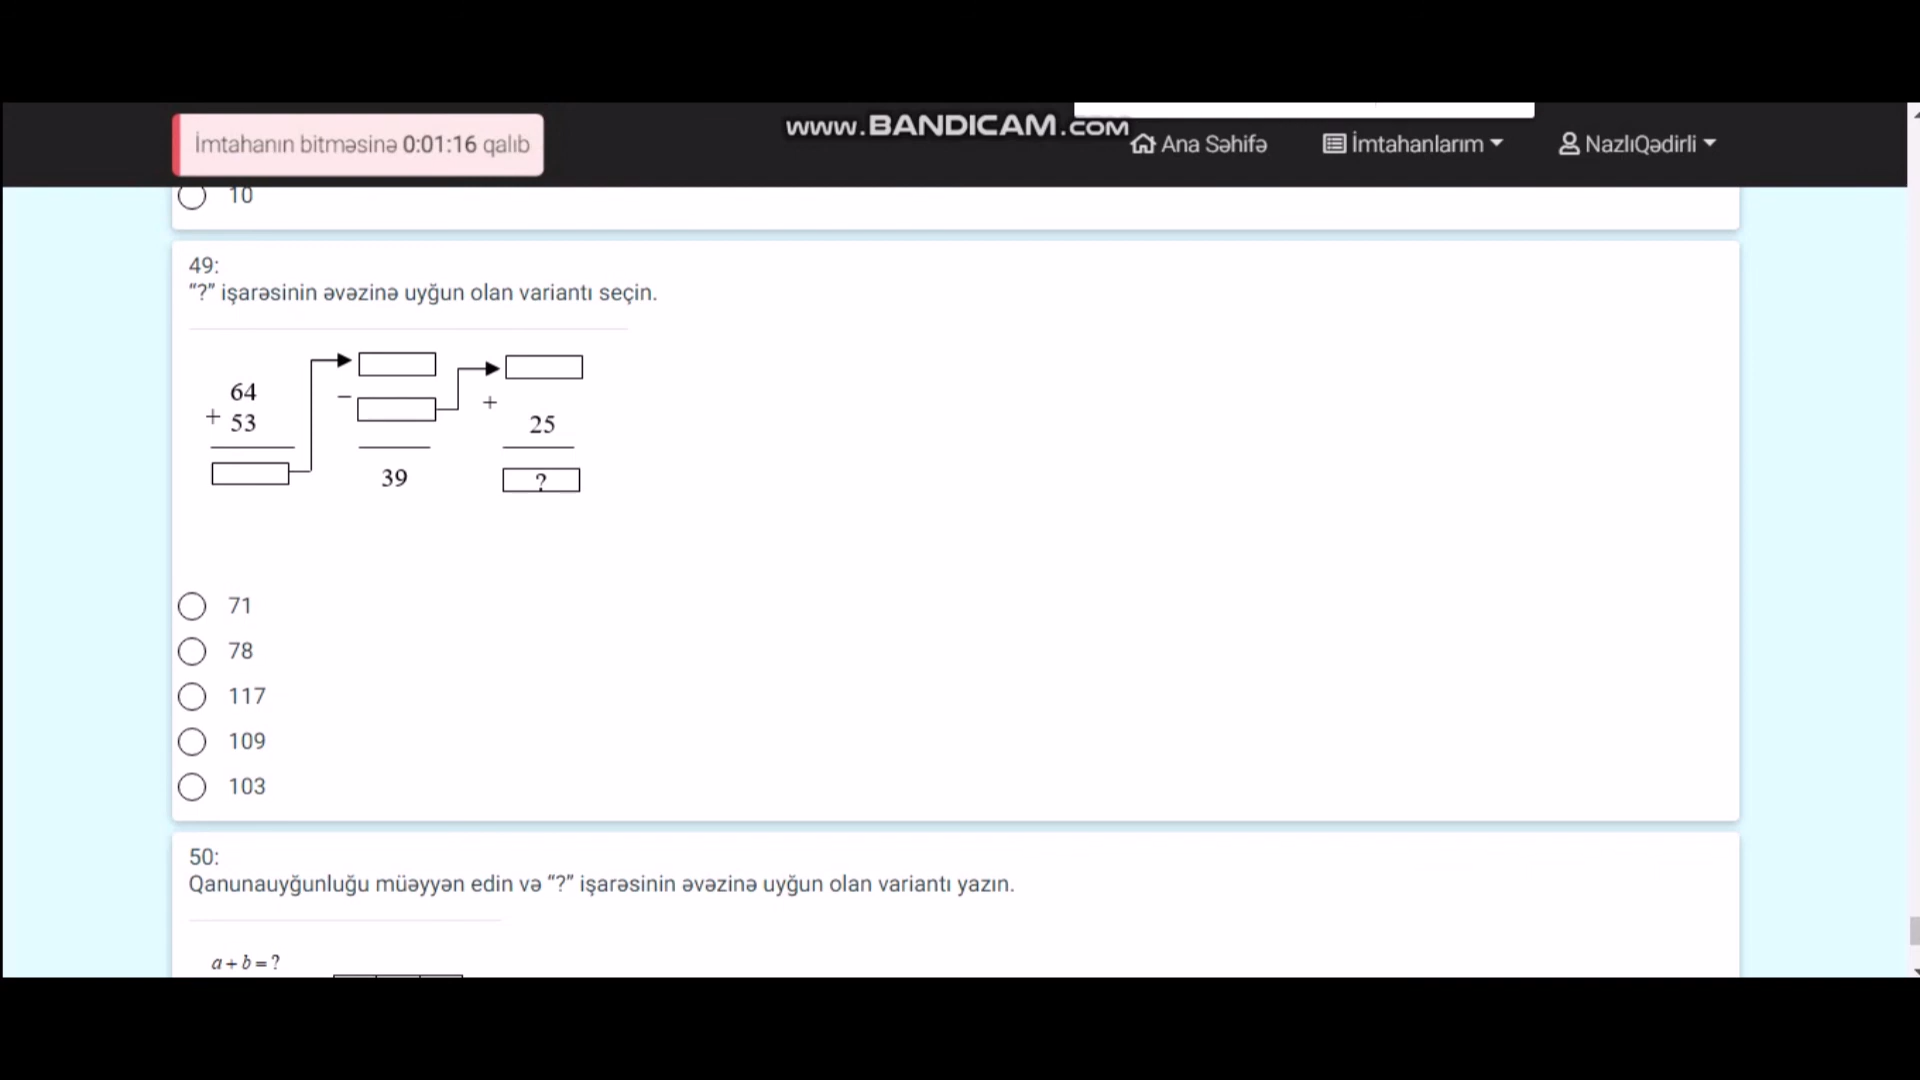 İmtahanın bitməsinə 0:01:16 qalıb
www.BANDICAM.COM
Ana Səhifə
İmtahanlarım
NazlıQədirli
10
49:
“?” işarəsinin əvəzinə uyğun olan variantı seçin.
64
+ 53
−
39
+
25
?
71
78
117
109
103
50:
Qanunauyğunluğu müəyyən edin və “?” işarəsinin əvəzinə uyğun olan variantı yazın.
a + b = ?